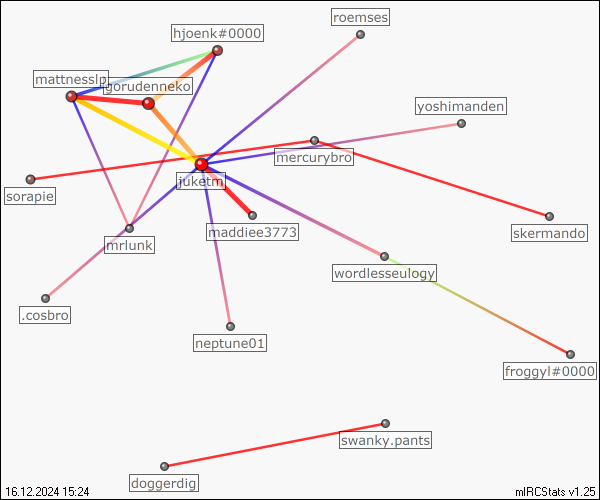 roemses
hjoenk#0000
mattnesslp
gorudenneko
yoshimanden
mercurybro
juketm
sorapie
maddiee3773
skermando
mrlunk
wordlesseulogy
.cosbro
neptune01
froggyl#0000
swanky.pants
doggerdig
16.12.2024 15:24
mIRCStats v1.25